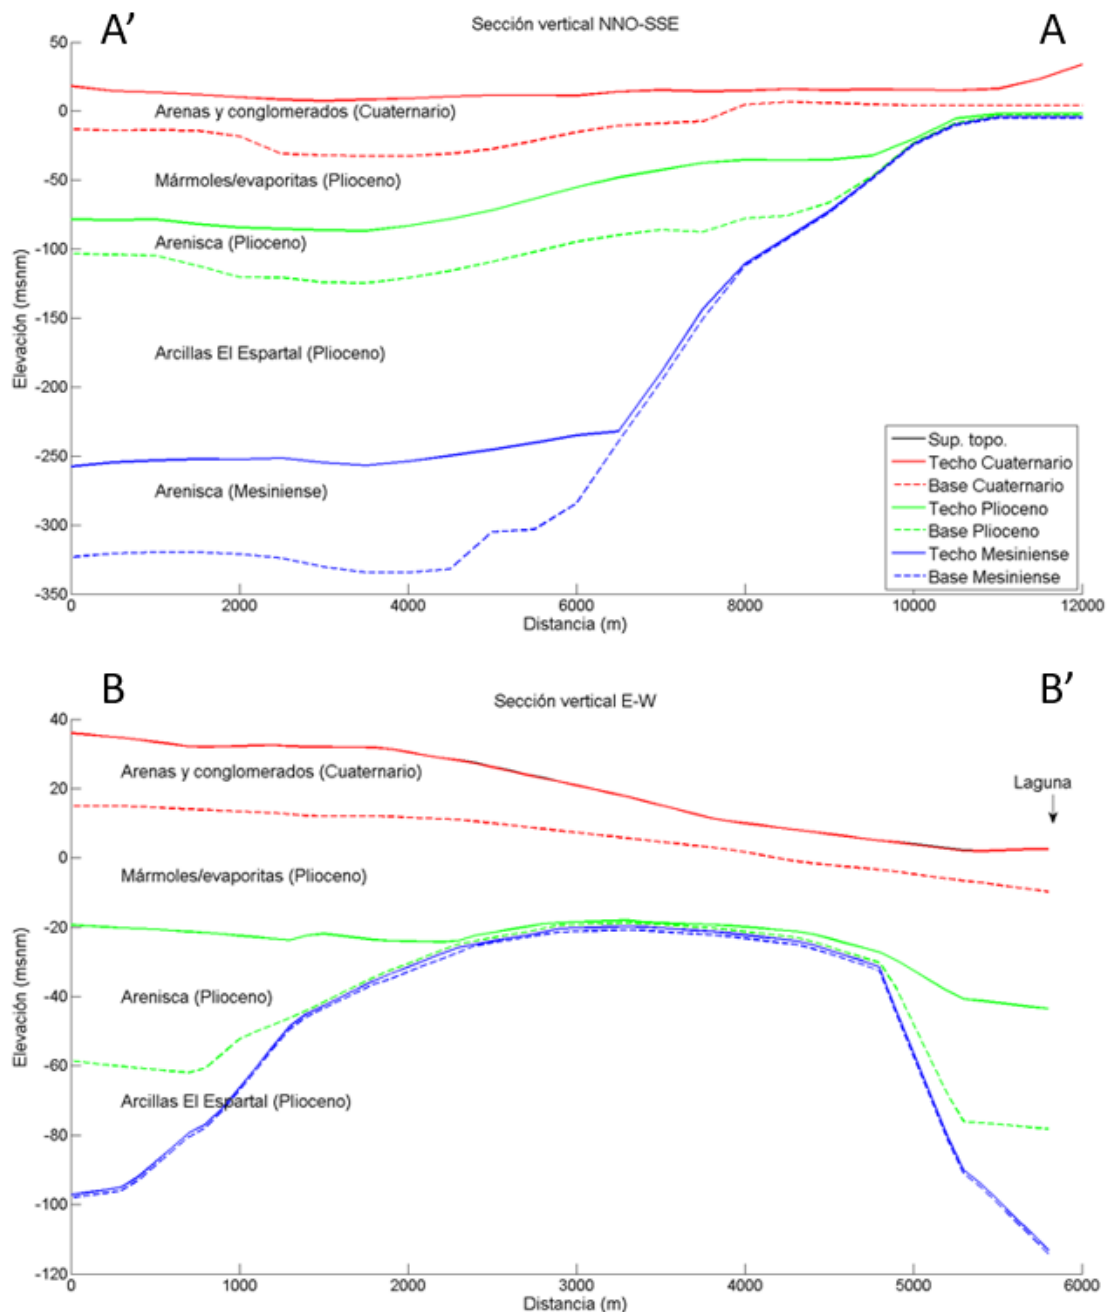 A’
Sección vertical NNO-SSE
A
50
0
-50
-100
-150
-200
-250
-300
-350
Elevación (msnm)
Arenas y conglomerados (Cuaternario)
Mármoles/evaporitas (Plioceno)
Arenisca (Plioceno)
Arcillas El Espartal (Plioceno)
Arenisca (Mesiniense)
Sup. topo.
Techo Cuaternario
Base Cuaternario
Techo Plioceno
Base Plioceno
Techo Mesiniense
Base Mesiniense
0 2000 4000 6000 8000 10000 12000
Distancia (m)
B
Sección vertical E-W
B’
40
20
0
-20
-40
-60
-80
-100
-120
Elevación (msnm)
Arenas y conglomerados (Cuaternario)
Laguna
Mármoles/evaporitas (Plioceno)
Arenisca (Plioceno)
Arcillas El Espartal (Plioceno)
0 1000 2000 3000 4000 5000 6000
Distancia (m)